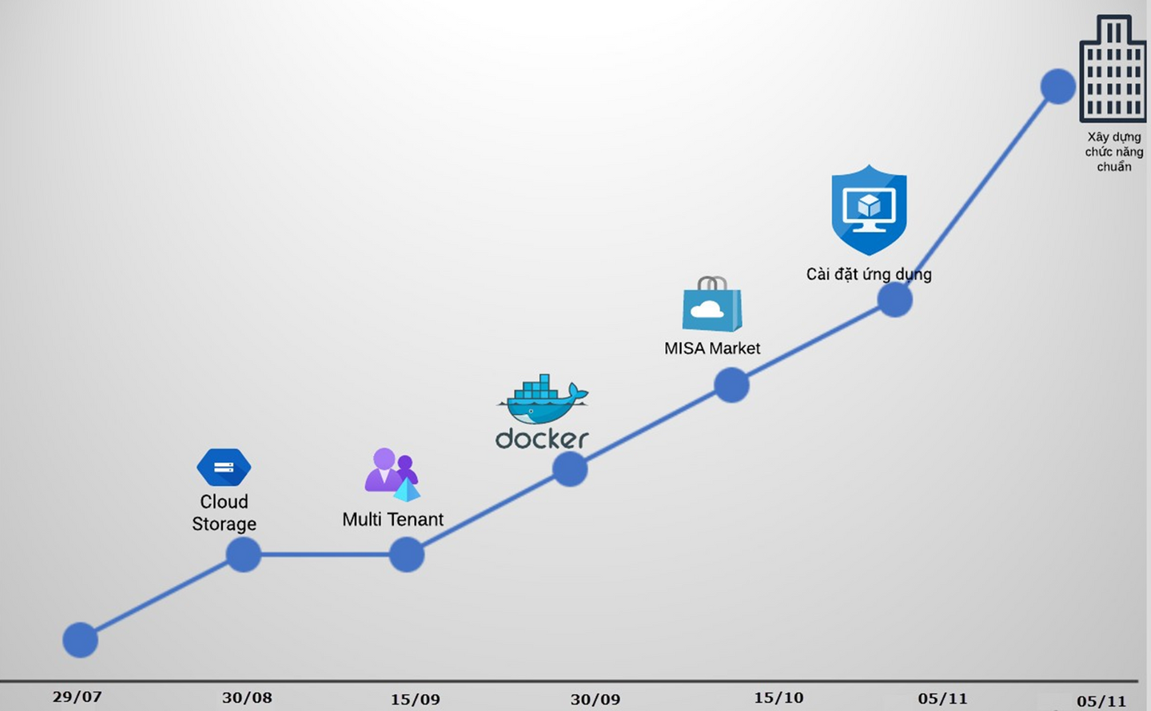 Xây dựng
chức năng
chuẩn
Cài đặt ứng dụng
MISA Market
docker
Cloud
Storage
Multi Tenant
29/07
30/08
15/09
30/09
15/10
05/11
05/11